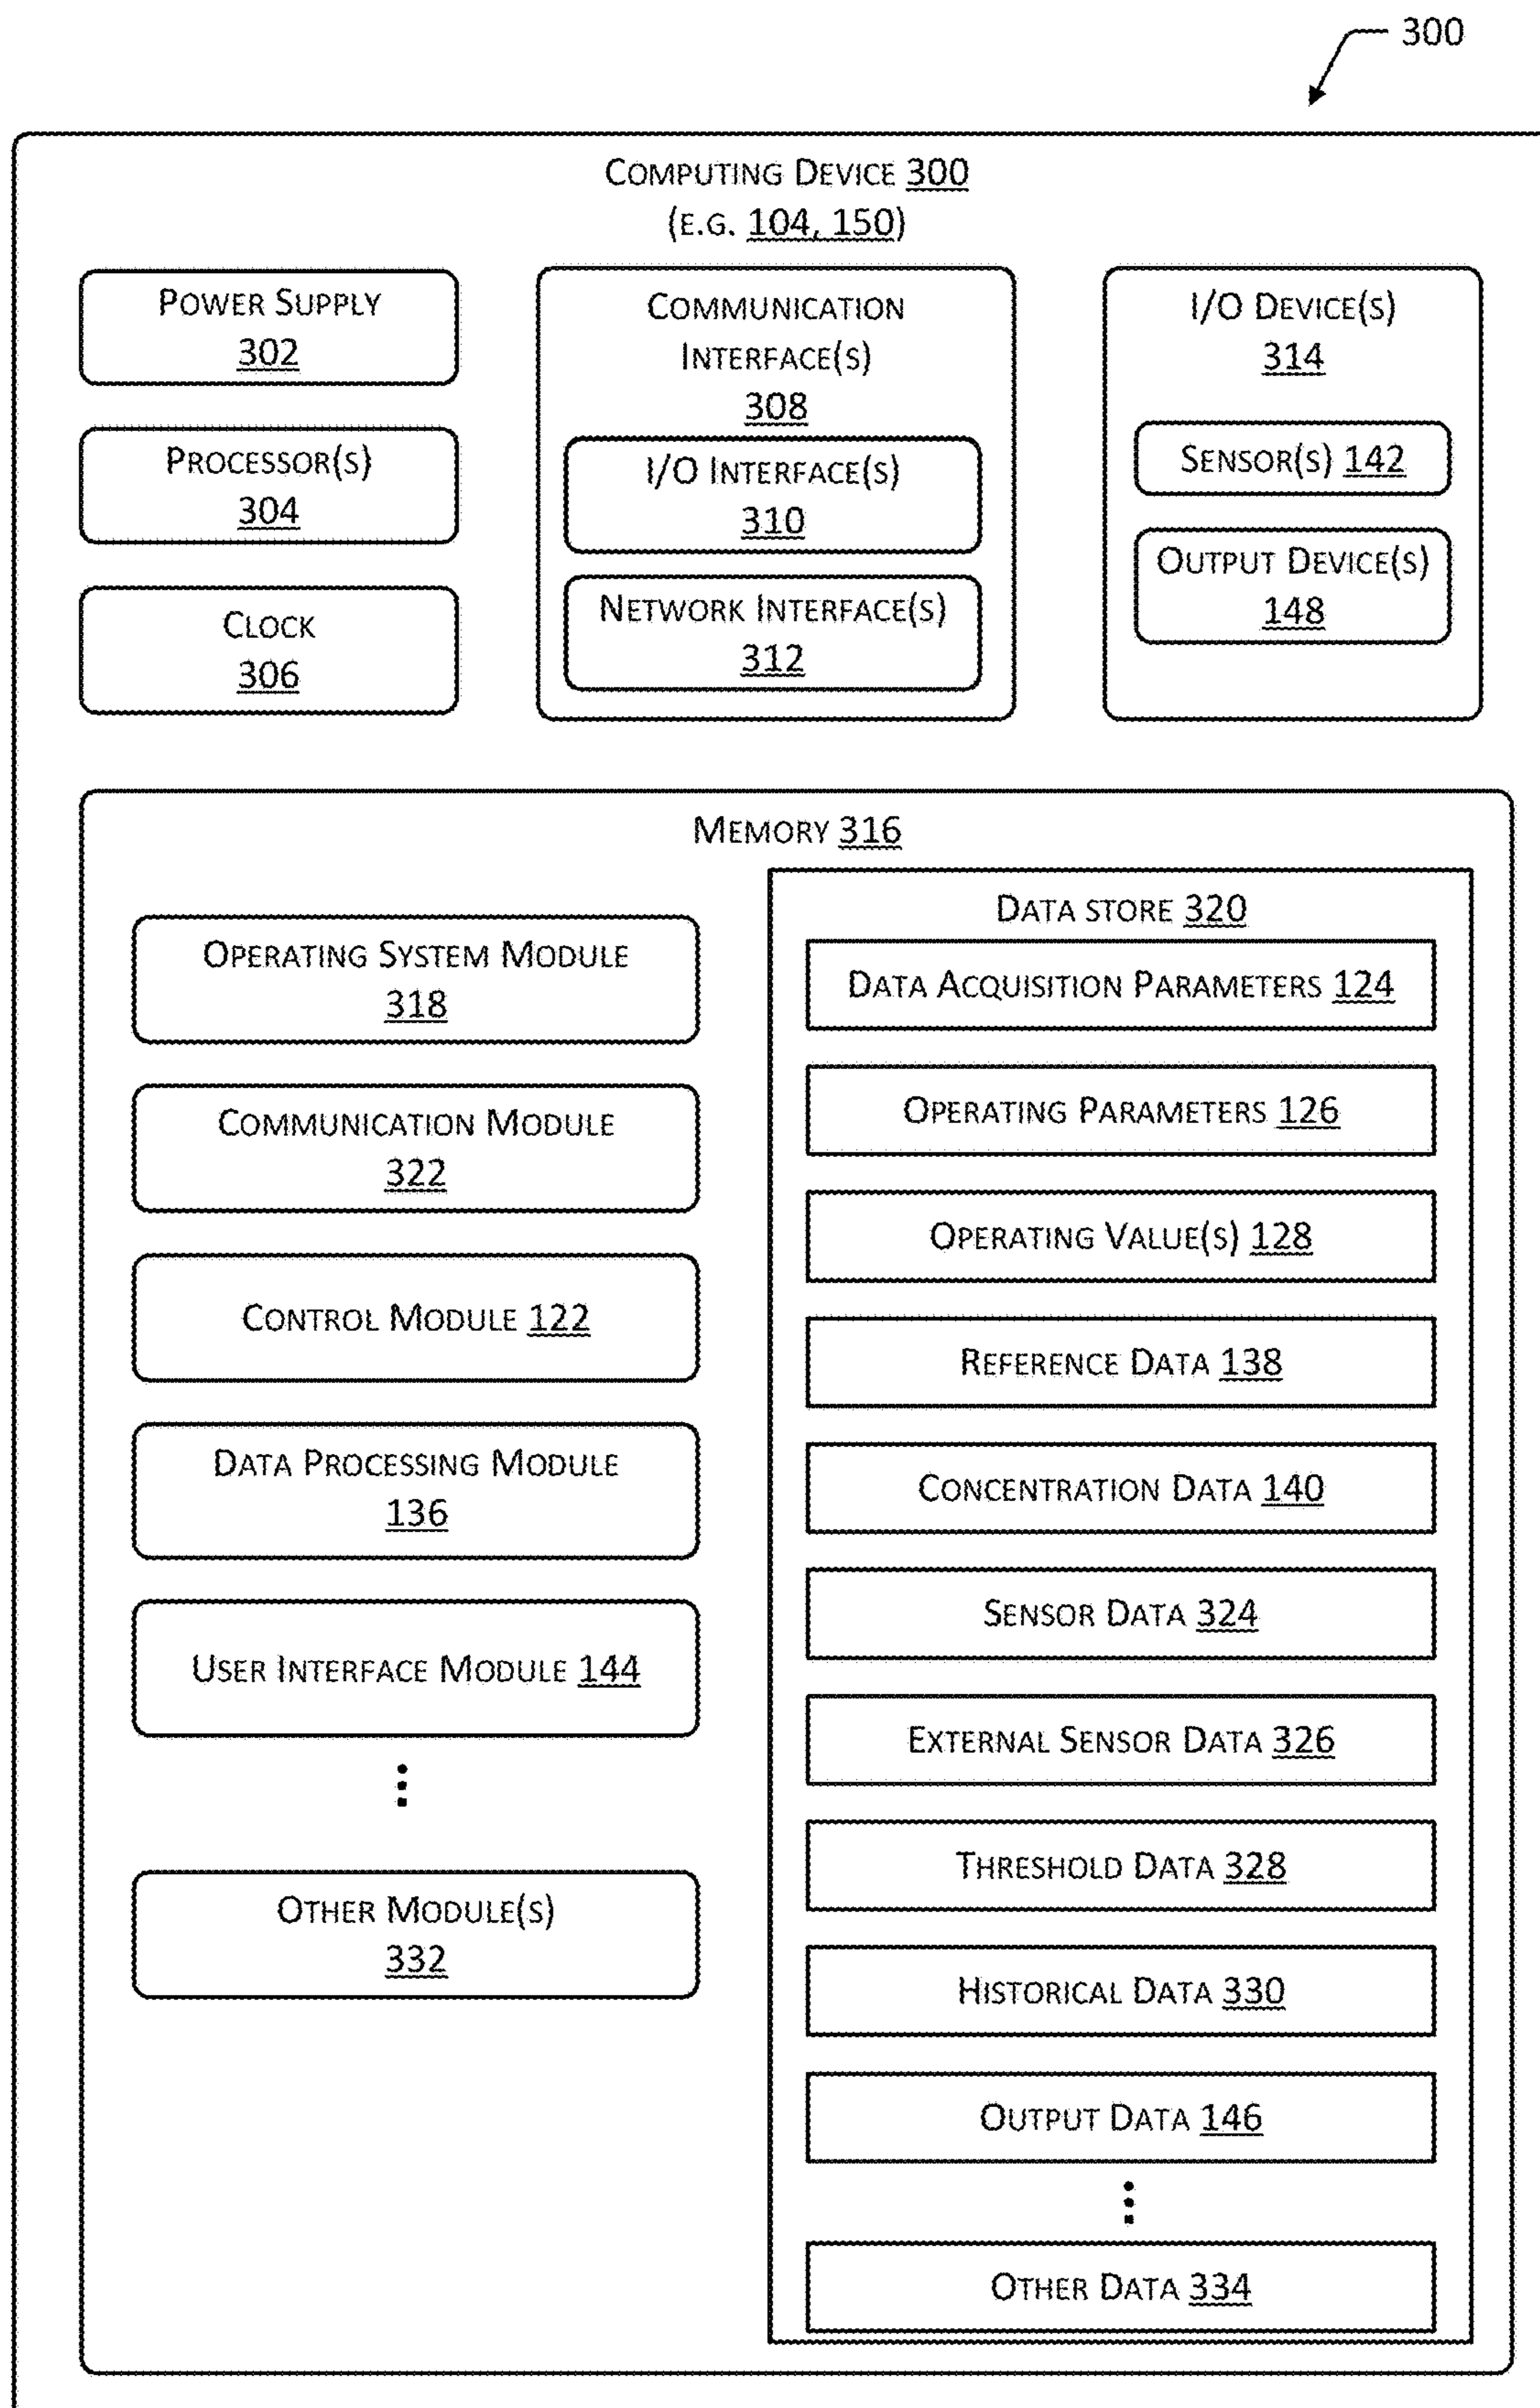 300
Computing Device 300
(e.g. 104, 150)
Power Supply
302
Processor(s)
304
Clock
306
Communication
Interface(s)
308
I/O Interface(s)
310
Network Interface(s)
312
I/O Device(s)
314
Sensor(s) 142
Output Device(s)
148
Memory 316
Operating System Module
318
Communication Module
322
Control Module 122
Data Processing Module
136
User Interface Module 144
Other Module(s)
332
Data store 320
Data Acquisition Parameters 124
Operating Parameters 126
Operating Value(s) 128
Reference Data 138
Concentration Data 140
Sensor Data 324
External Sensor Data 326
Threshold Data 328
Historical Data 330
Output Data 146
Other Data 334